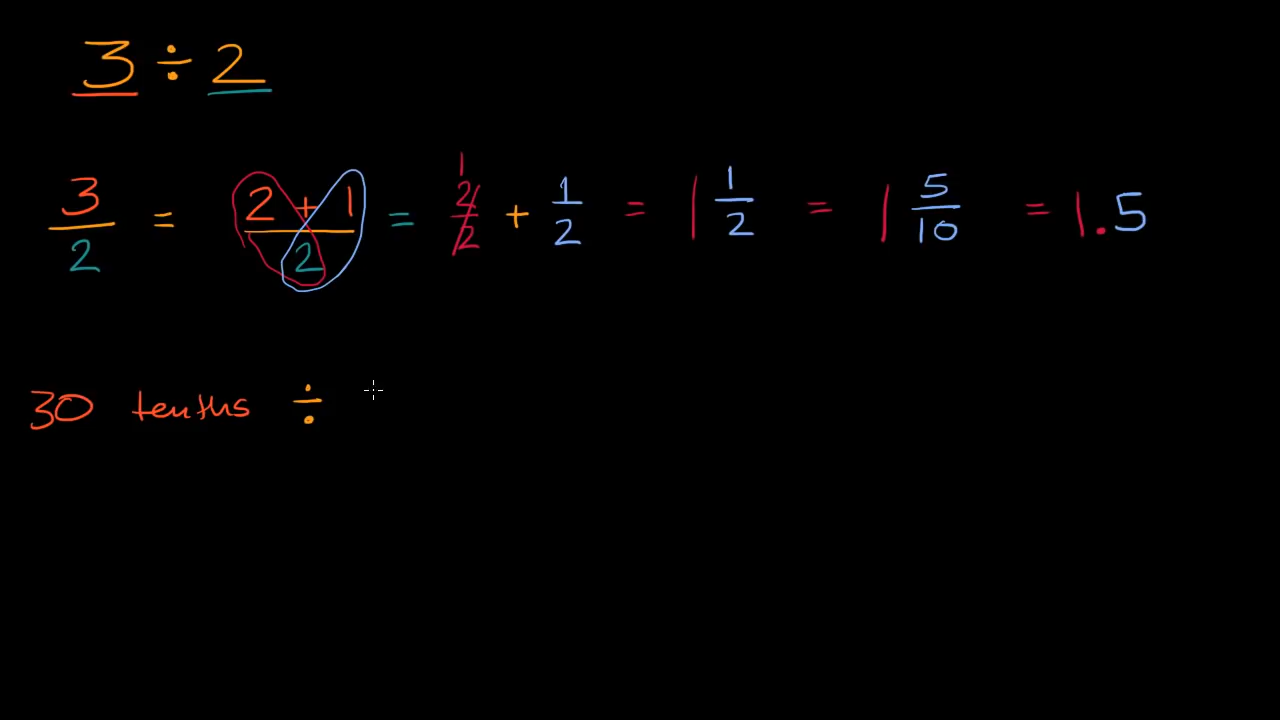 3 ÷ 2
3/2 = (2 + 1)/2 = 2/2 1 + 1/2 = 1 1/2 = 1 5/10 = 1.5
30 tenths ÷